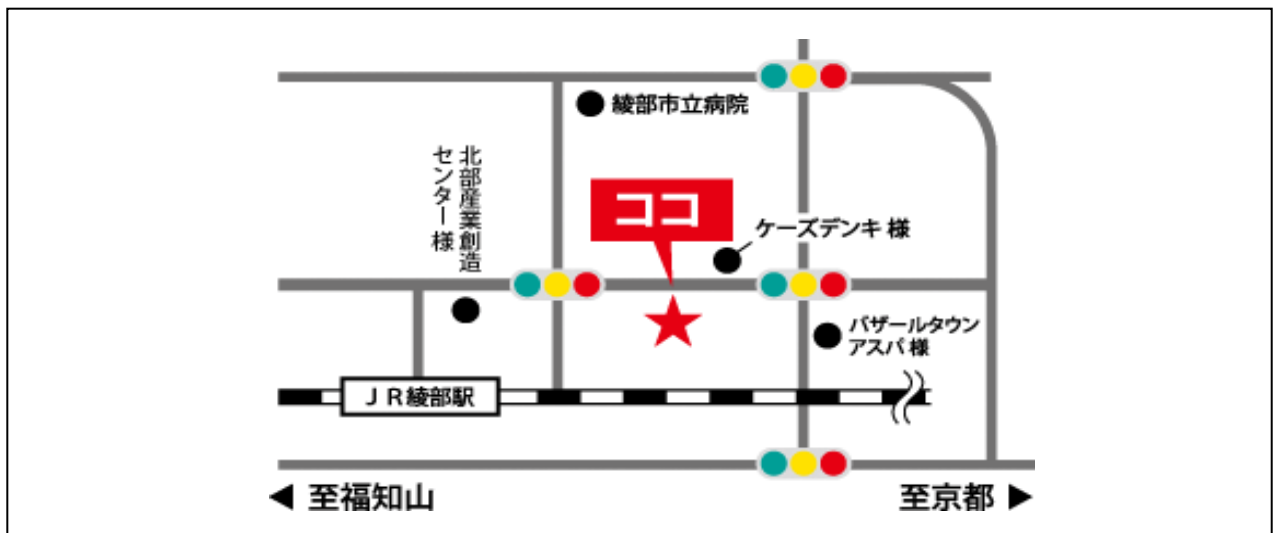 綾部市立病院
北部産業創造
センター 様
ココ
ケーズデンキ 様
バザールタウン
アスパ 様
ＪＲ綾部駅
◀ 至福知山
至京都 ▶